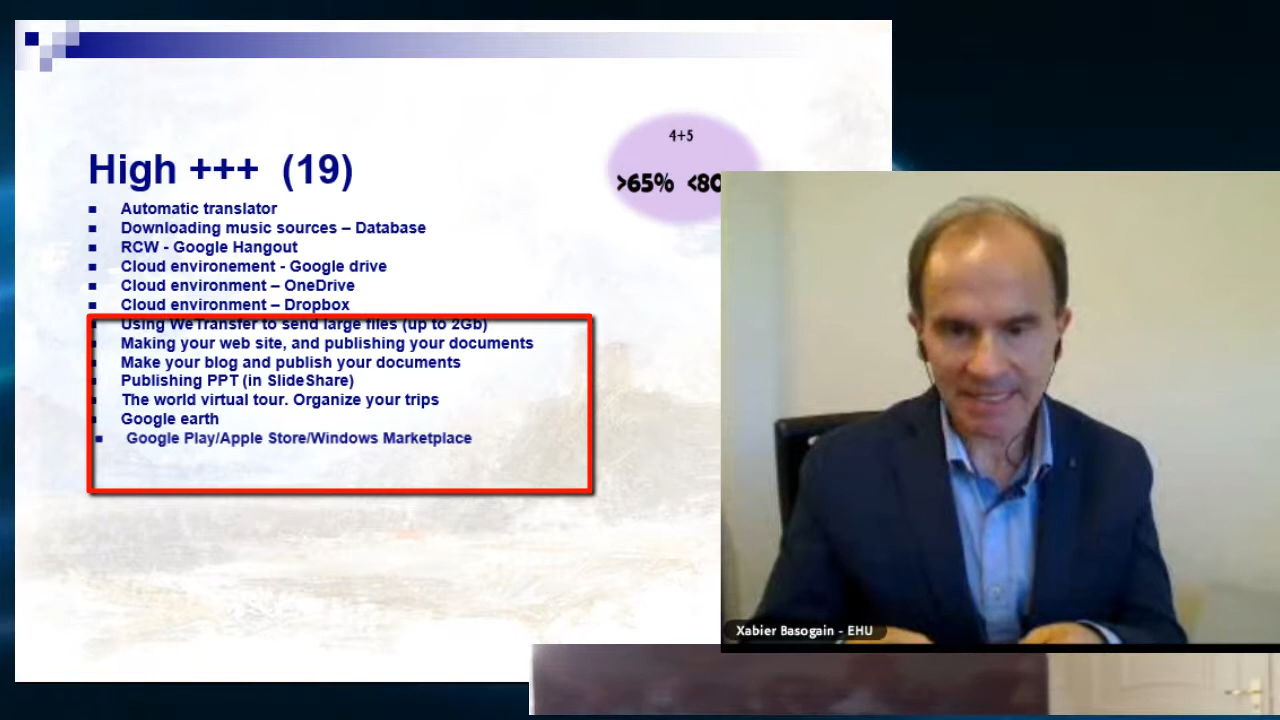 4+5
>65% <80
High +++ (19)
Automatic translator
Downloading music sources – Database
RCW - Google Hangout
Cloud environement - Google drive
Cloud environment – OneDrive
Cloud environment – Dropbox
Using WeTransfer to send large files (up to 2Gb)
Making your web site, and publishing your documents
Make your blog and publish your documents
Publishing PPT (in SlideShare)
The world virtual tour. Organize your trips
Google earth
Google Play/Apple Store/Windows Marketplace
Xabier Basogain - EHU